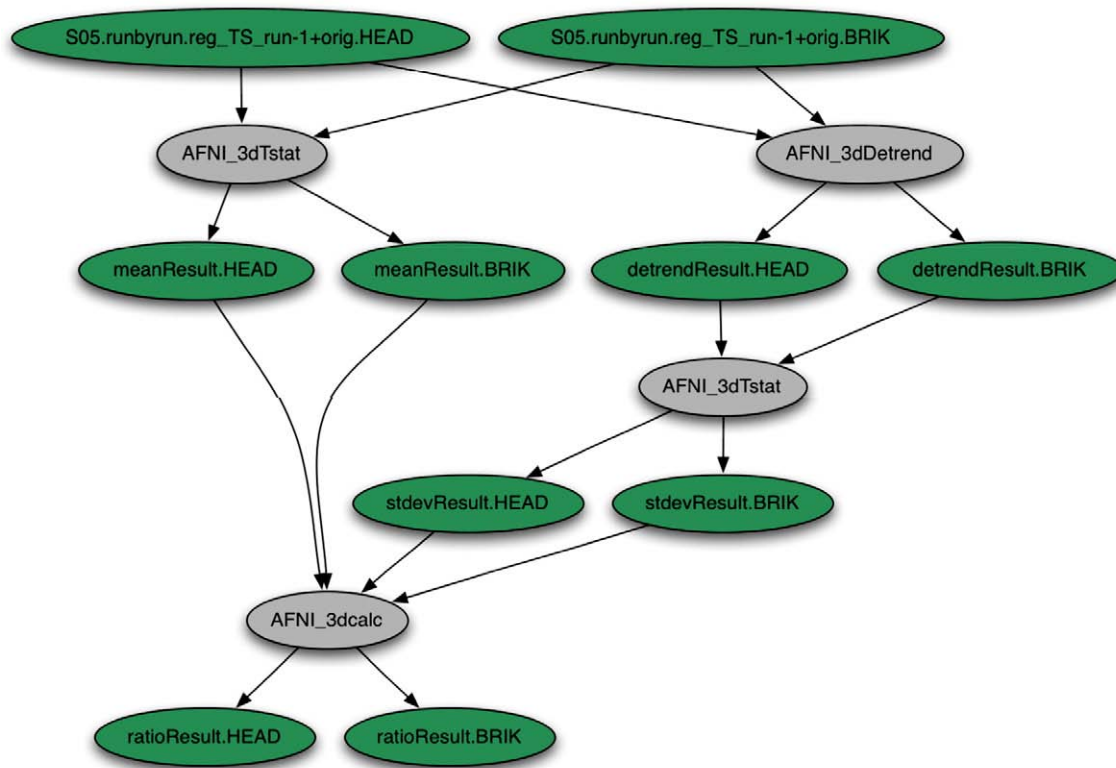 S05.runbyrun.reg_TS_run-1+orig.HEAD
S05.runbyrun.reg_TS_run-1+orig.BRIK
AFNI_3dTstat
AFNI_3dDetrend
meanResult.HEAD
meanResult.BRIK
detrendResult.HEAD
detrendResult.BRIK
AFNI_3dTstat
stdevResult.HEAD
stdevResult.BRIK
AFNI_3dcalc
ratioResult.HEAD
ratioResult.BRIK